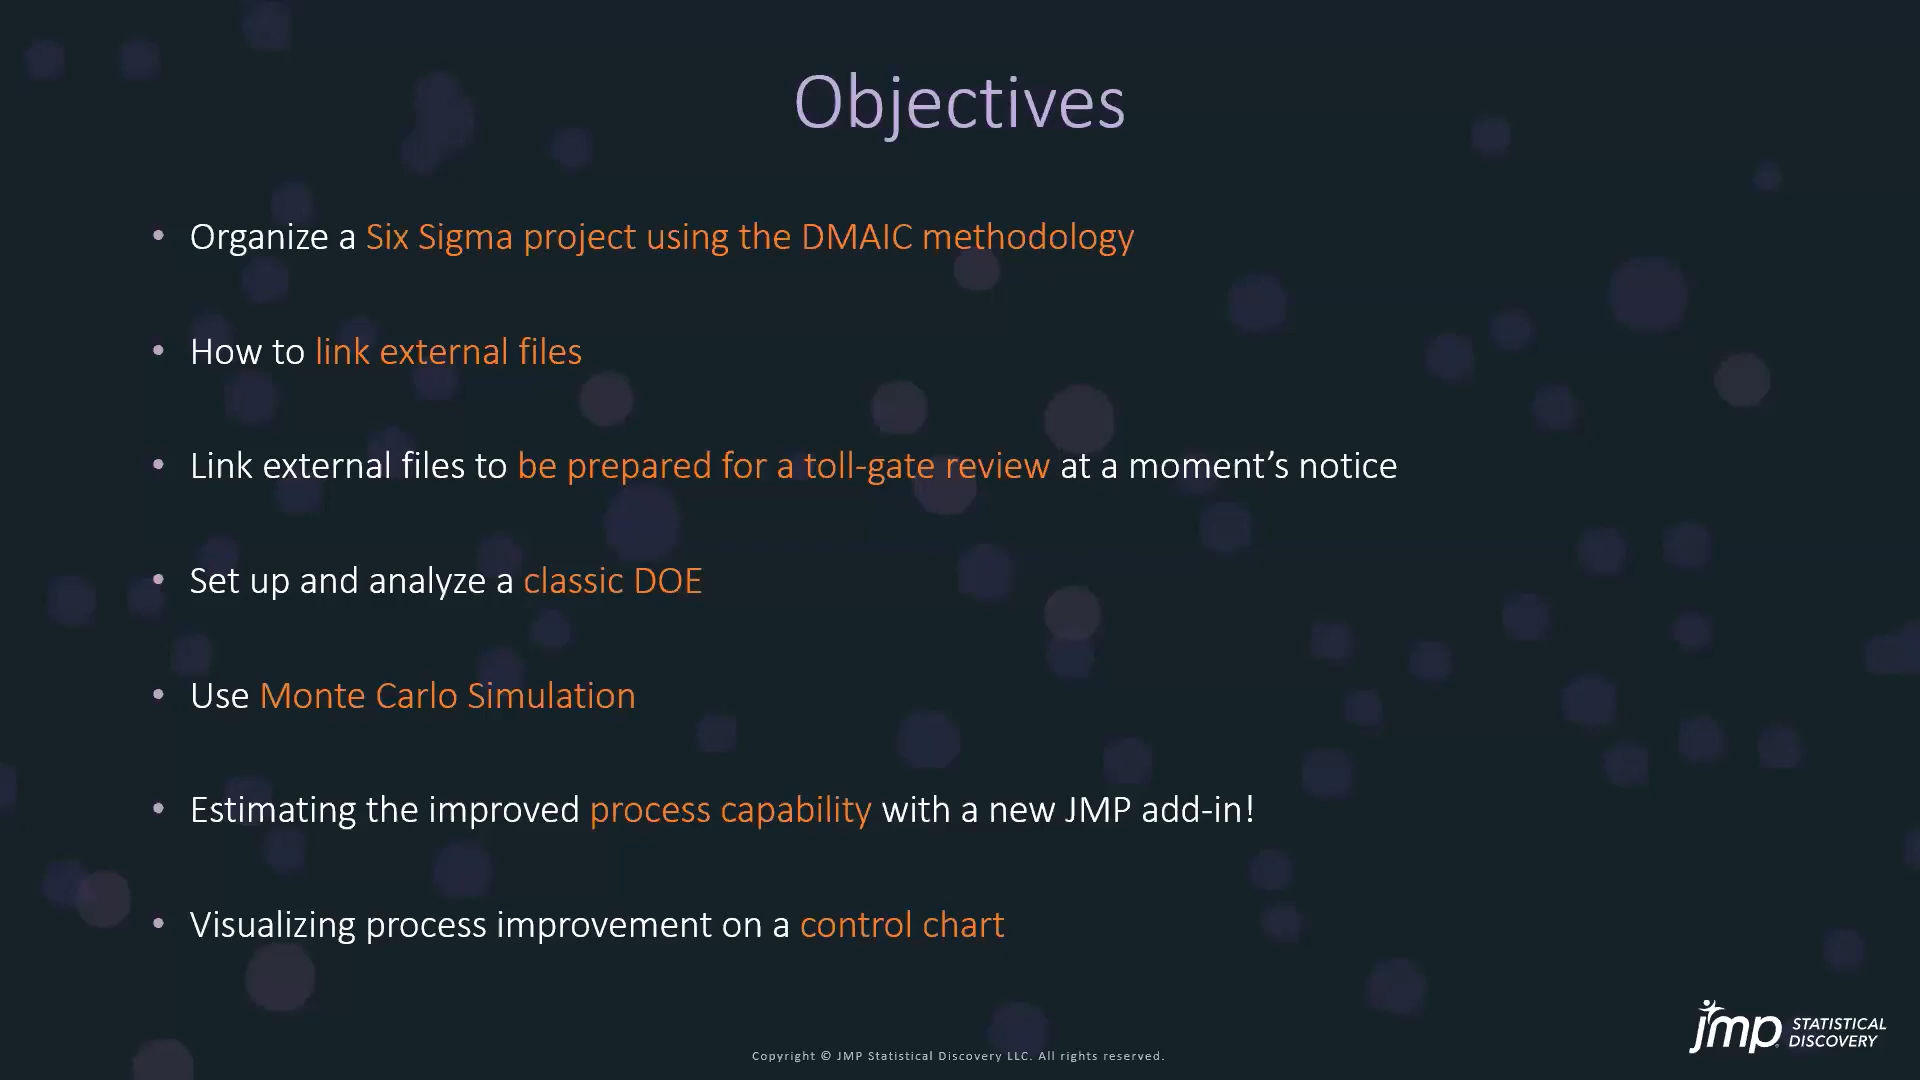 Objectives
• Organize a Six Sigma project using the DMAIC methodology
• How to link external files
• Link external files to be prepared for a toll-gate review at a moment’s notice
• Set up and analyze a classic DOE
• Use Monte Carlo Simulation
• Estimating the improved process capability with a new JMP add-in!
• Visualizing process improvement on a control chart
jmp STATISTICAL
DISCOVERY
Copyright © JMP Statistical Discovery LLC. All rights reserved.